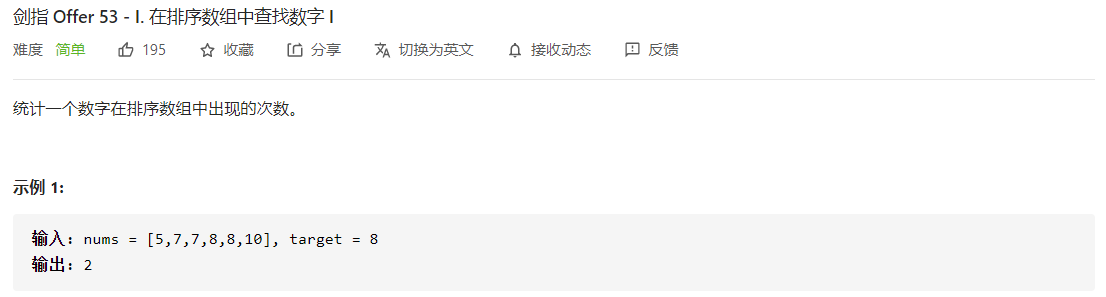 剑指 Offer 53 - I. 在排序数组中查找数字 I
难度 简单 195 收藏 分享 切换为英文 接收动态 反馈
统计一个数字在排序数组中出现的次数。
示例 1:
输入: nums = [5,7,7,8,8,10], target = 8
输出: 2